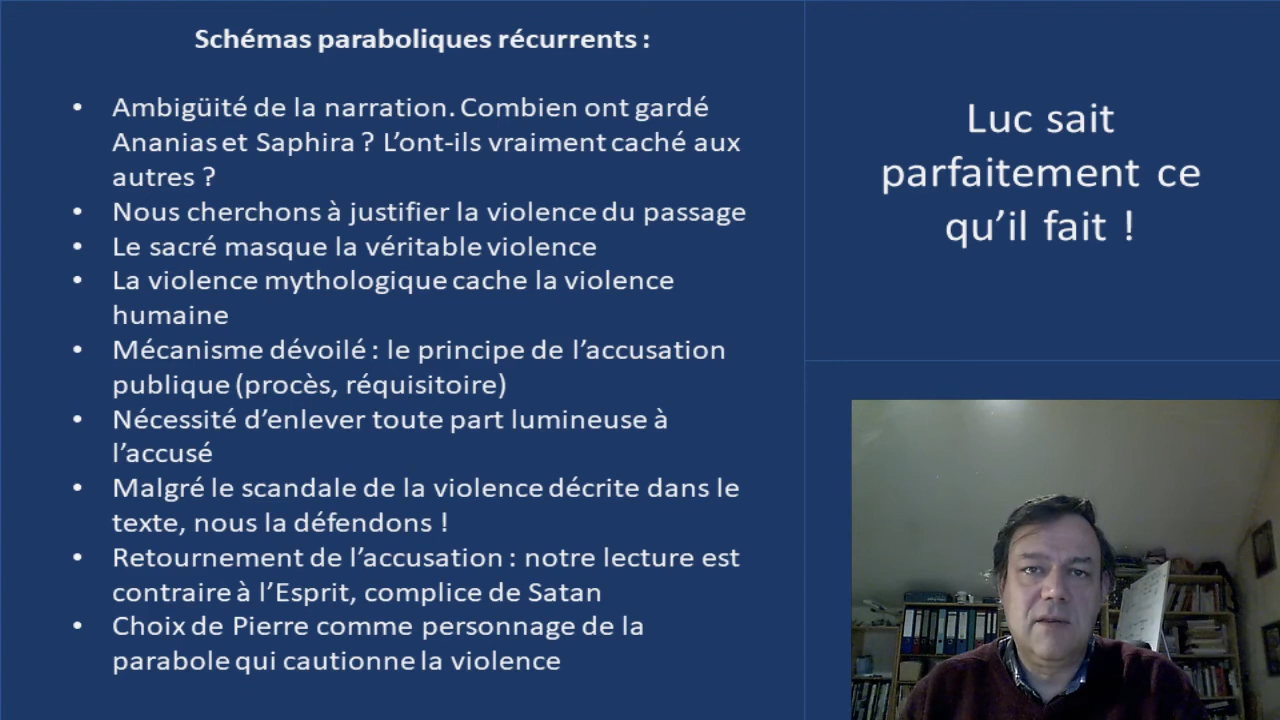 Schémas paraboliques récurrents :
• Ambigüité de la narration. Combien ont gardé
Ananias et Saphira ? L’ont-ils vraiment caché aux
autres ?
• Nous cherchons à justifier la violence du passage
• Le sacré masque la véritable violence
• La violence mythologique cache la violence
humaine
• Mécanisme dévoilé : le principe de l’accusation
publique (procès, réquisitoire)
• Nécessité d’enlever toute part lumineuse à
l’accusé
• Malgré le scandale de la violence décrite dans le
texte, nous la défendons !
• Retournement de l’accusation : notre lecture est
contraire à l’Esprit, complice de Satan
• Choix de Pierre comme personnage de la
parabole qui cautionne la violence
Luc sait
parfaitement ce
qu’il fait !